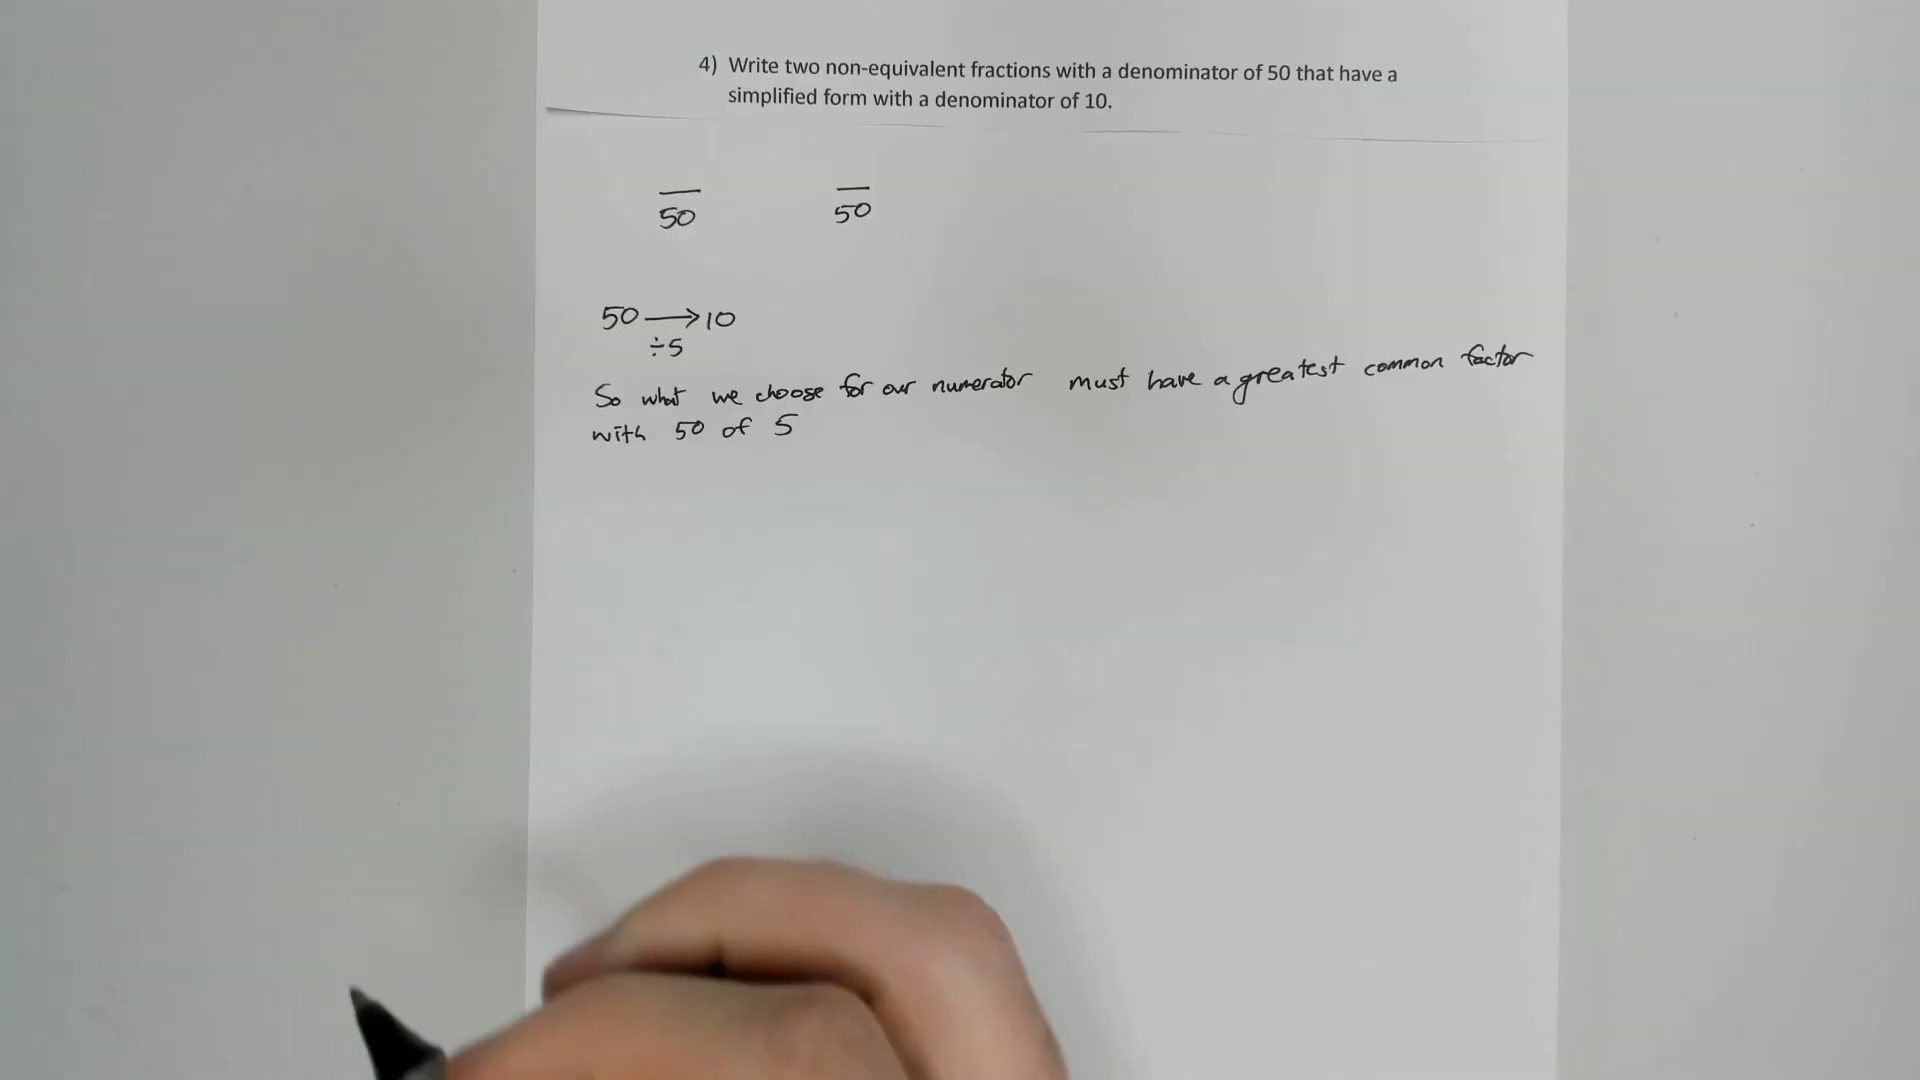 4) Write two non-equivalent fractions with a denominator of 50 that have a
simplified form with a denominator of 10.
50 50
50 → 10
÷5
So what we choose for our numerator must have a greatest common factor
with 50 of 5